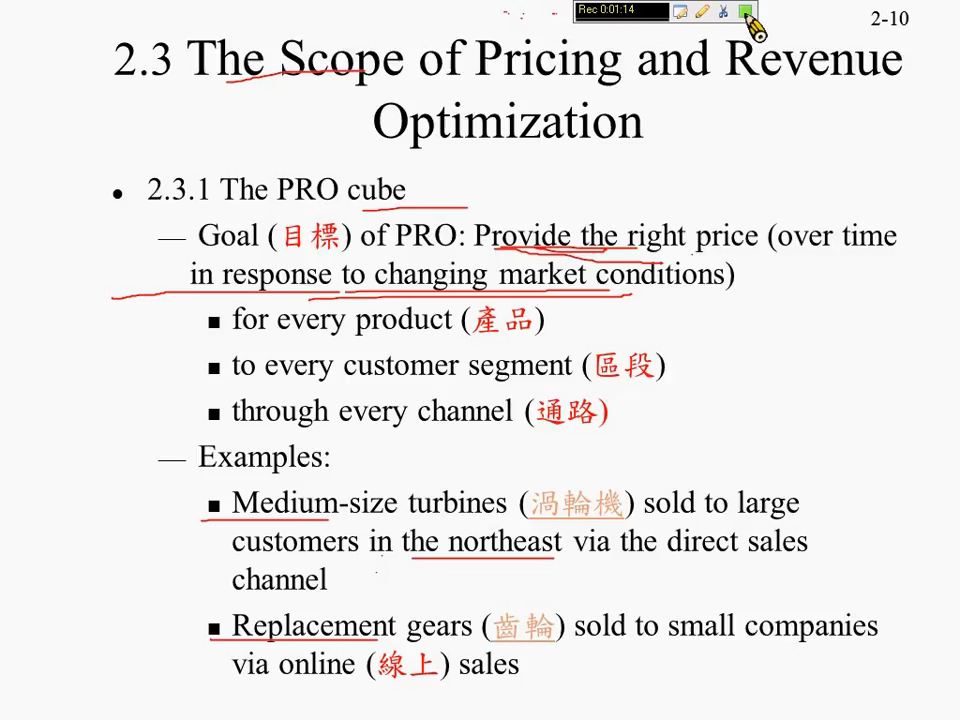 Rec 0:01:14
2-10
2.3 The Scope of Pricing and Revenue
Optimization
• 2.3.1 The PRO cube
— Goal (目標) of PRO: Provide the right price (over time
in response to changing market conditions)
■ for every product (產品)
■ to every customer segment (區段)
■ through every channel (通路)
— Examples:
■ Medium-size turbines (渦輪機) sold to large
customers in the northeast via the direct sales
channel
■ Replacement gears (齒輪) sold to small companies
via online (線上) sales